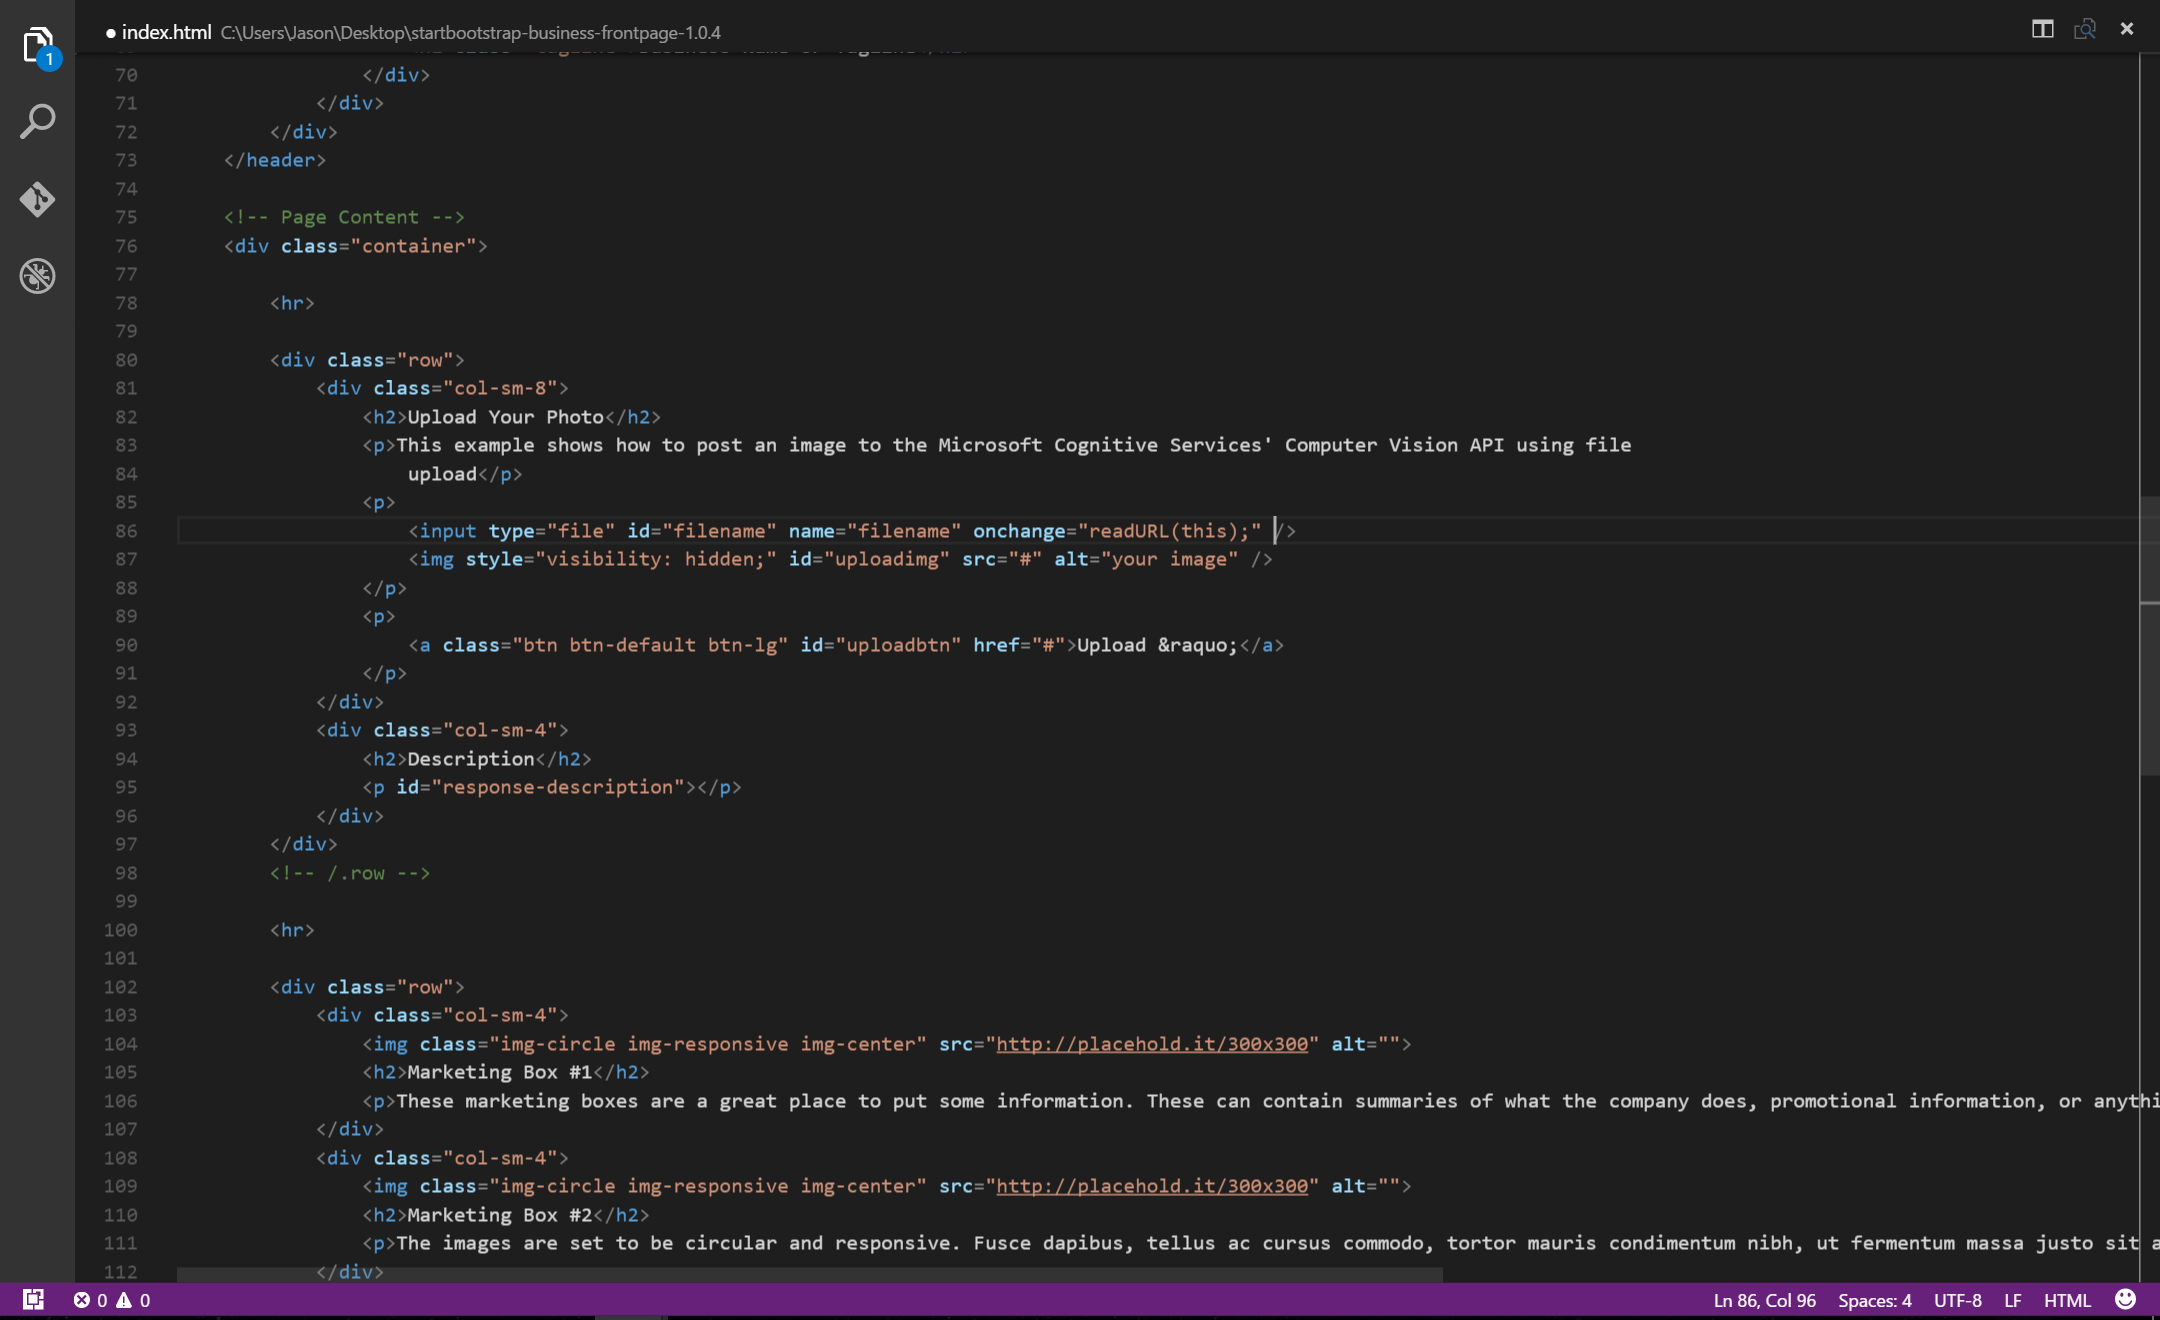 ● index.html C:\Users\Jason\Desktop\startbootstrap-business-frontpage-1.0.4
1
70 </div>
71 </div>
72 </div>
73 </header>
74
75 <!-- Page Content -->
76 <div class="container">
77
78 <hr>
79
80 <div class="row">
81 <div class="col-sm-8">
82 <h2>Upload Your Photo</h2>
83 <p>This example shows how to post an image to the Microsoft Cognitive Services' Computer Vision API using file
84 upload</p>
85 <p>
86 <input type="file" id="filename" name="filename" onchange="readURL(this);" />
87 <img style="visibility: hidden;" id="uploadimg" src="#" alt="your image" />
88 </p>
89 <p>
90 <a class="btn btn-default btn-lg" id="uploadbtn" href="#">Upload &raquo;</a>
91 </p>
92 </div>
93 <div class="col-sm-4">
94 <h2>Description</h2>
95 <p id="response-description"></p>
96 </div>
97 </div>
98 <!-- /.row -->
99
100 <hr>
101
102 <div class="row">
103 <div class="col-sm-4">
104 <img class="img-circle img-responsive img-center" src="http://placehold.it/300x300" alt="">
105 <h2>Marketing Box #1</h2>
106 <p>These marketing boxes are a great place to put some information. These can contain summaries of what the company does, promotional information, or anythi
107 </div>
108 <div class="col-sm-4">
109 <img class="img-circle img-responsive img-center" src="http://placehold.it/300x300" alt="">
110 <h2>Marketing Box #2</h2>
111 <p>The images are set to be circular and responsive. Fusce dapibus, tellus ac cursus commodo, tortor mauris condimentum nibh, ut fermentum massa justo sit a
112 </div>
0 0 Ln 86, Col 96 Spaces: 4 UTF-8 LF HTML